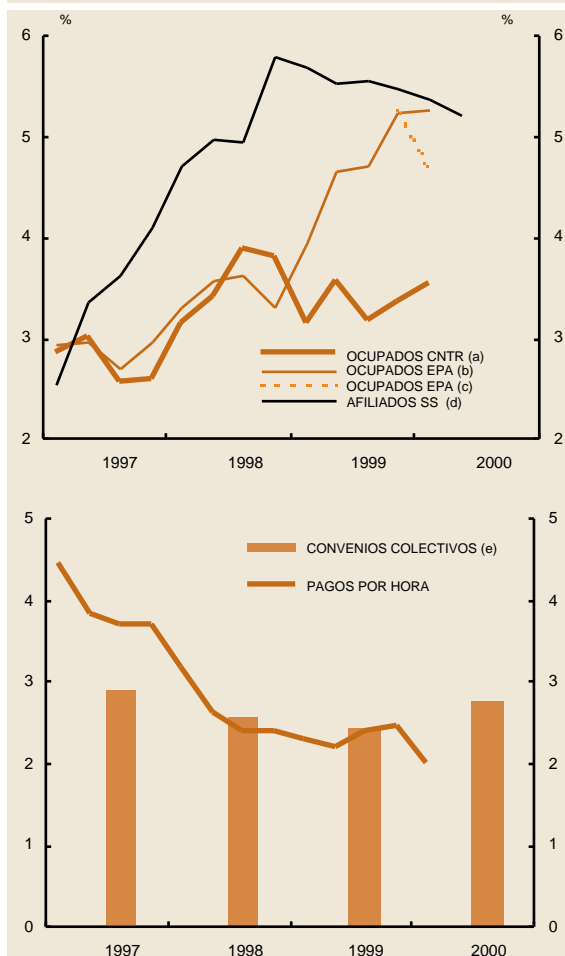 % %
6 6
5 5
4 4
3 3
OCUPADOS CNTR (a)
OCUPADOS EPA (b)
OCUPADOS EPA (c)
AFILIADOS SS (d)
2 2
1997 1998 1999 2000
5 5
CONVENIOS COLECTIVOS (e)
PAGOS POR HORA
4 4
3 3
2 2
1 1
0 0
1997 1998 1999 2000